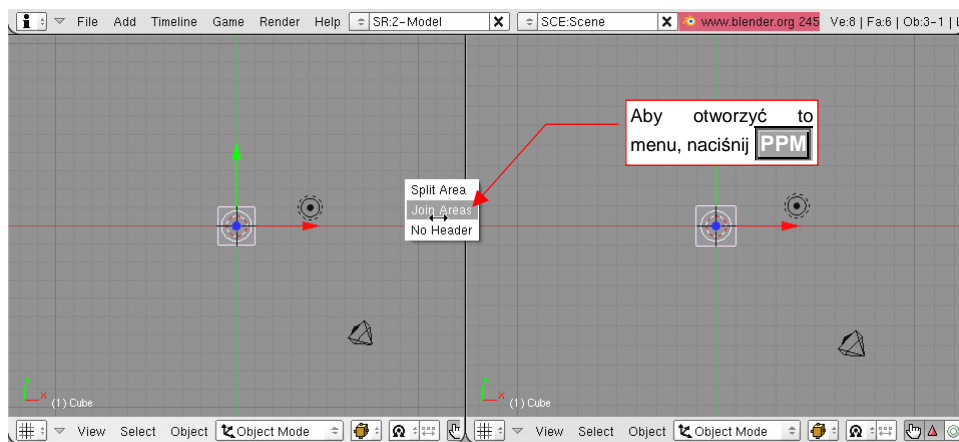 File Add Timeline Game Render Help SR:2-Model SCE:Scene www.blender.org 245 Ve:8 | Fa:6 | Ob:3-1 | L
Aby otworzyć to
menu, naciśnij PPM
Split Area
Join Areas
No Header
(1) Cube
(1) Cube
View Select Object Object Mode
View Select Object Object Mode